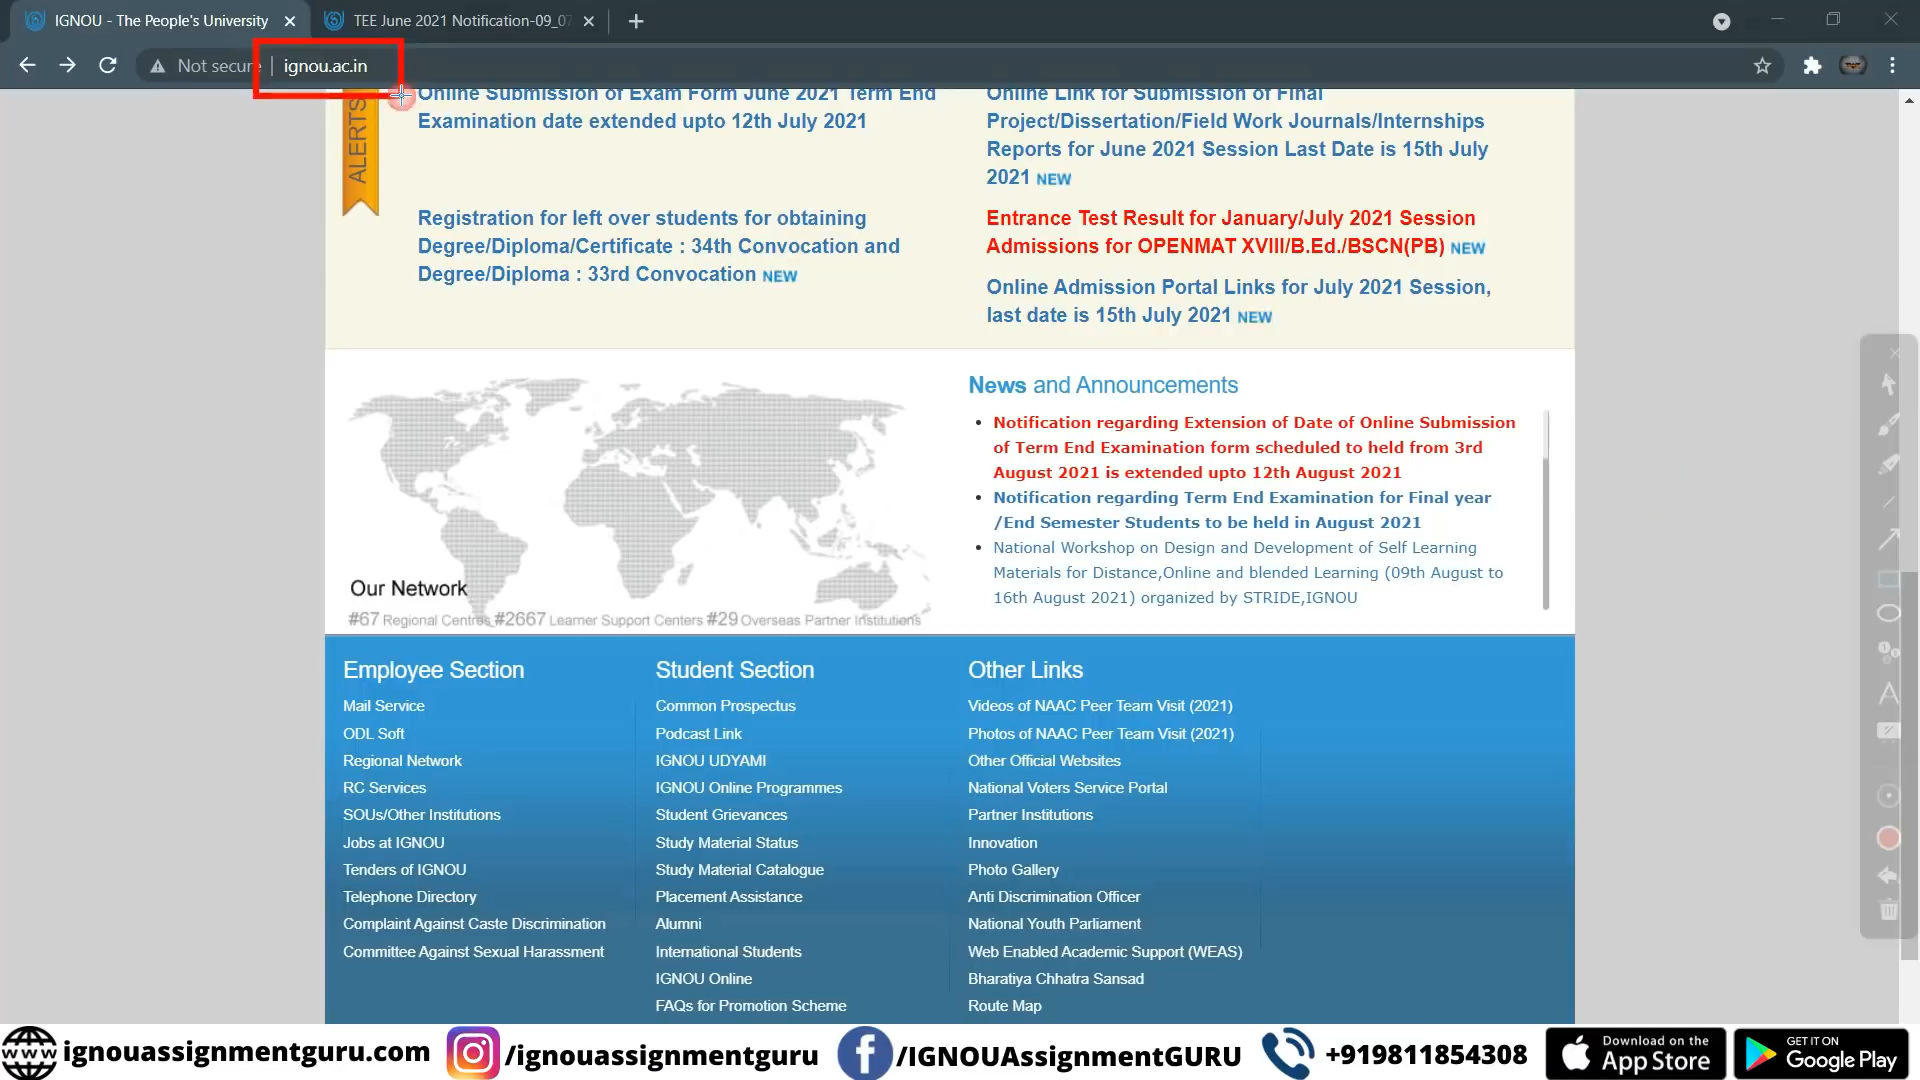 IGNOU - The People's University
TEE June 2021 Notification-09_07
Not secure
ignou.ac.in
ALERTS
Online Submission of Exam Form June 2021 Term End
Examination date extended upto 12th July 2021
Registration for left over students for obtaining
Degree/Diploma/Certificate : 34th Convocation and
Degree/Diploma : 33rd Convocation NEW
Online Link for Submission of Final
Project/Dissertation/Field Work Journals/Internships
Reports for June 2021 Session Last Date is 15th July
2021 NEW
Entrance Test Result for January/July 2021 Session
Admissions for OPENMAT XVIII/B.Ed./BSCN(PB) NEW
Online Admission Portal Links for July 2021 Session,
last date is 15th July 2021 NEW
Our Network
#67 Regional Centres #2667 Learner Support Centers #29 Overseas Partner Institutions
News and Announcements
Notification regarding Extension of Date of Online Submission
of Term End Examination form scheduled to held from 3rd
August 2021 is extended upto 12th August 2021
Notification regarding Term End Examination for Final year
/End Semester Students to be held in August 2021
National Workshop on Design and Development of Self Learning
Materials for Distance,Online and blended Learning (09th August to
16th August 2021) organized by STRIDE,IGNOU
Employee Section
Mail Service
ODL Soft
Regional Network
RC Services
SOUs/Other Institutions
Jobs at IGNOU
Tenders of IGNOU
Telephone Directory
Complaint Against Caste Discrimination
Committee Against Sexual Harassment
Student Section
Common Prospectus
Podcast Link
IGNOU UDYAMI
IGNOU Online Programmes
Student Grievances
Study Material Status
Study Material Catalogue
Placement Assistance
Alumni
International Students
IGNOU Online
FAQs for Promotion Scheme
Other Links
Videos of NAAC Peer Team Visit (2021)
Photos of NAAC Peer Team Visit (2021)
Other Official Websites
National Voters Service Portal
Partner Institutions
Innovation
Photo Gallery
Anti Discrimination Officer
National Youth Parliament
Web Enabled Academic Support (WEAS)
Bharatiya Chhatra Sansad
Route Map
www
ignouassignmentguru.com
/ignouassignmentguru
/IGNOUAssignmentGURU
+919811854308
Download on the
App Store
GET IT ON
Google Play